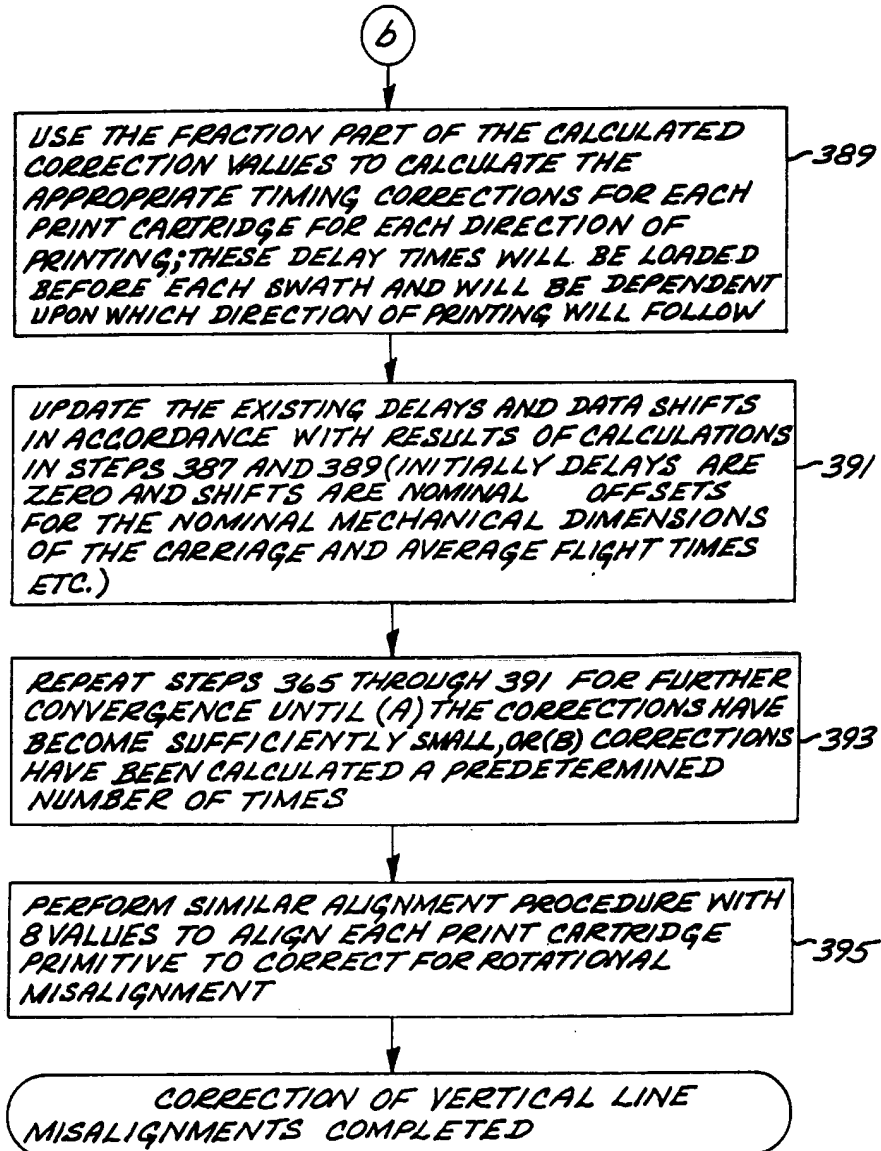 b
USE THE FRACTION PART OF THE CALCULATED
CORRECTION VALUES TO CALCULATE THE
APPROPRIATE TIMING CORRECTIONS FOR EACH
PRINT CARTRIDGE FOR EACH DIRECTION OF
PRINTING; THESE DELAY TIMES WILL BE LOADED
BEFORE EACH SWATH AND WILL BE DEPENDENT
UPON WHICH DIRECTION OF PRINTING WILL FOLLOW
389
UPDATE THE EXISTING DELAYS AND DATA SHIFTS
IN ACCORDANCE WITH RESULTS OF CALCULATIONS
IN STEPS 387 AND 389 (INITIALLY DELAYS ARE
ZERO AND SHIFTS ARE NOMINAL OFFSETS
FOR THE NOMINAL MECHANICAL DIMENSIONS
OF THE CARRIAGE AND AVERAGE FLIGHT TIMES
ETC.)
391
REPEAT STEPS 365 THROUGH 391 FOR FURTHER
CONVERGENCE UNTIL (A) THE CORRECTIONS HAVE
BECOME SUFFICIENTLY SMALL, OR (B) CORRECTIONS
HAVE BEEN CALCULATED A PREDETERMINED
NUMBER OF TIMES
393
PERFORM SIMILAR ALIGNMENT PROCEDURE WITH
8 VALUES TO ALIGN EACH PRINT CARTRIDGE
PRIMITIVE TO CORRECT FOR ROTATIONAL
MISALIGNMENT
395
CORRECTION OF VERTICAL LINE
MISALIGNMENTS COMPLETED